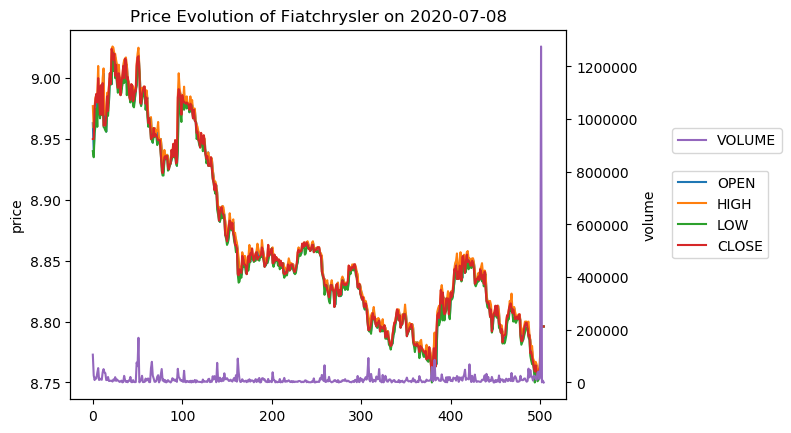 Price Evolution of Fiatchrysler on 2020-07-08
price
9.00
8.95
8.90
8.85
8.80
8.75
0
100
200
300
400
500
1200000
1000000
800000
600000
400000
200000
0
volume
VOLUME
OPEN
HIGH
LOW
CLOSE